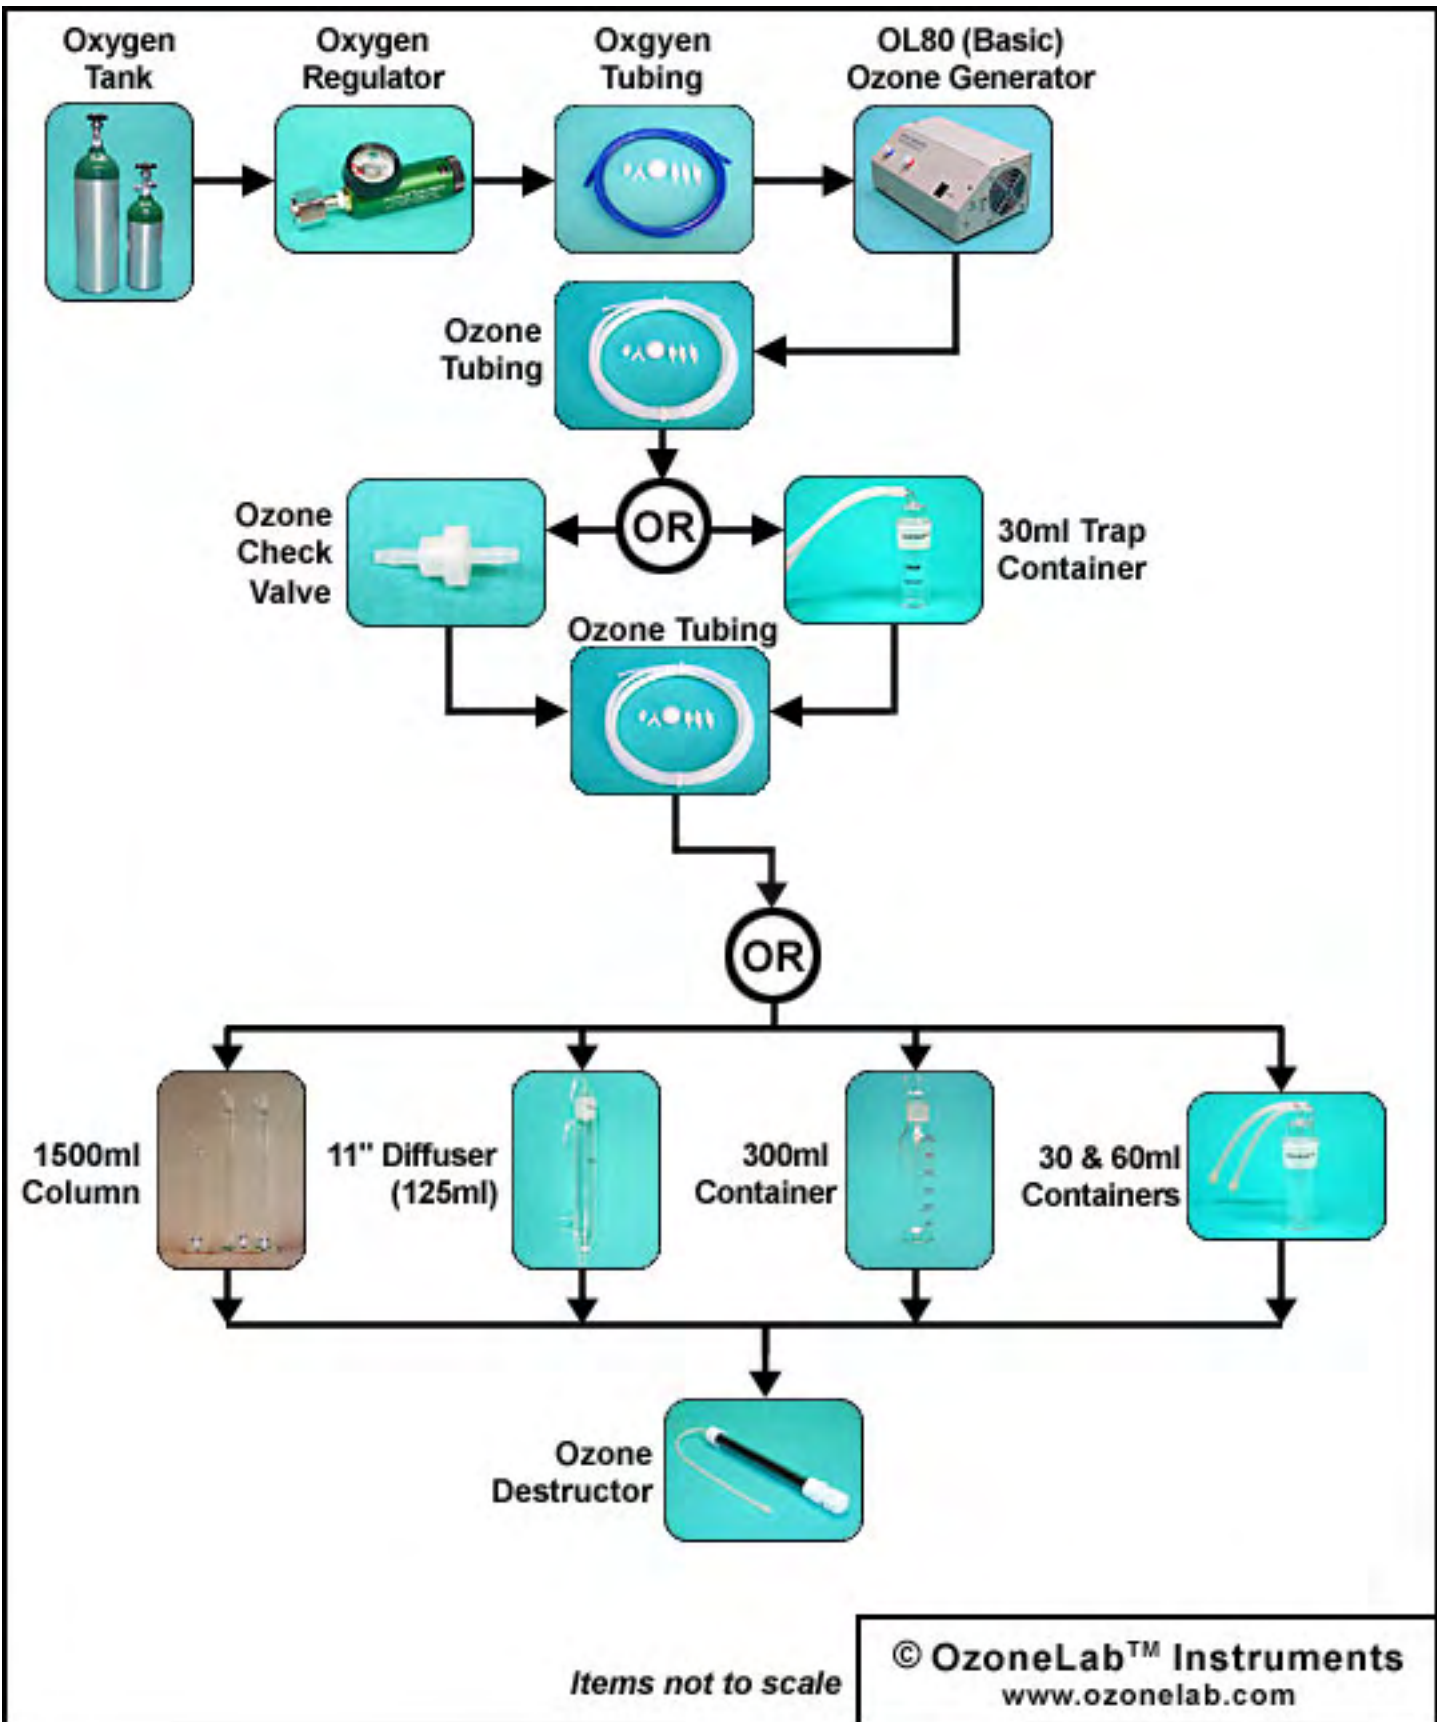 Oxygen
Tank
Oxygen
Regulator
Oxgyen
Tubing
OL80 (Basic)
Ozone Generator
Ozone
Tubing
OR
Ozone
Check
Valve
30ml Trap
Container
Ozone Tubing
OR
1500ml
Column
11" Diffuser
(125ml)
300ml
Container
30 & 60ml
Containers
Ozone
Destructor
Items not to scale
© OzoneLab™ Instruments
www.ozonelab.com